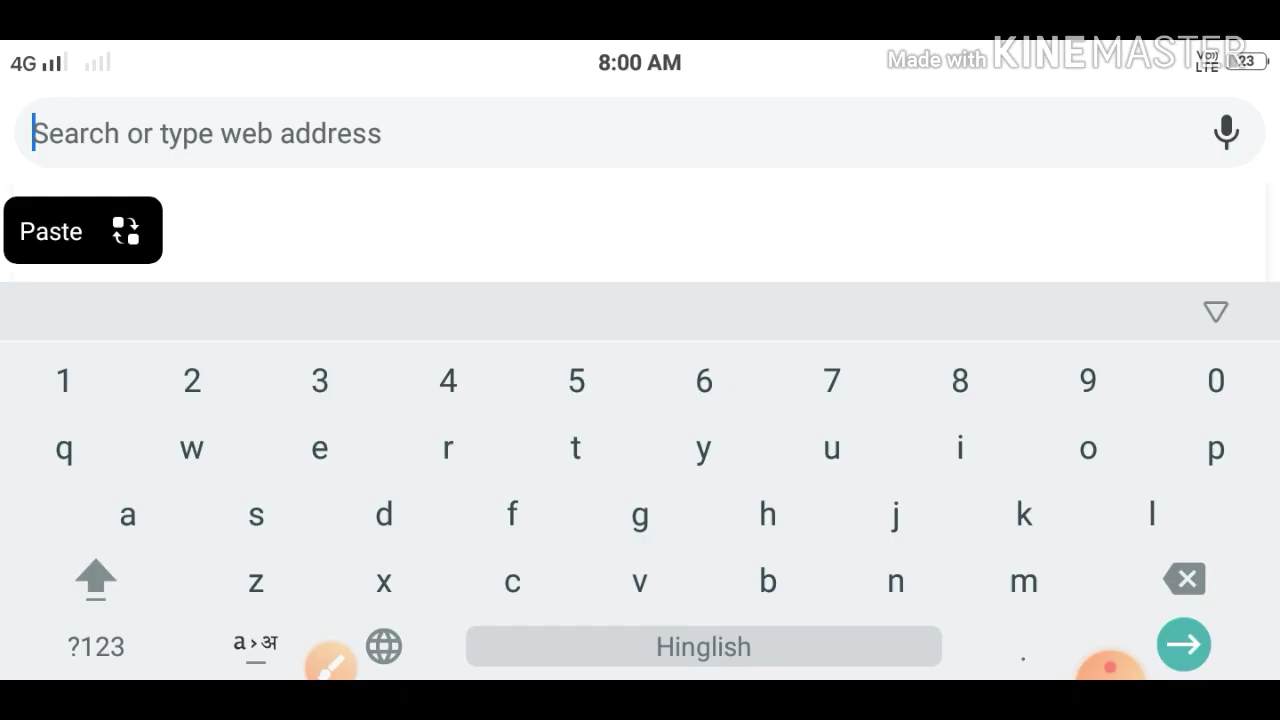 4G 8:00 AM Made with KINEMASTER Vo)) LTE 23
Search or type web address
Paste
1 2 3 4 5 6 7 8 9 0
q w e r t y u i o p
a s d f g h j k l
z x c v b n m
?123 a›अ Hinglish .